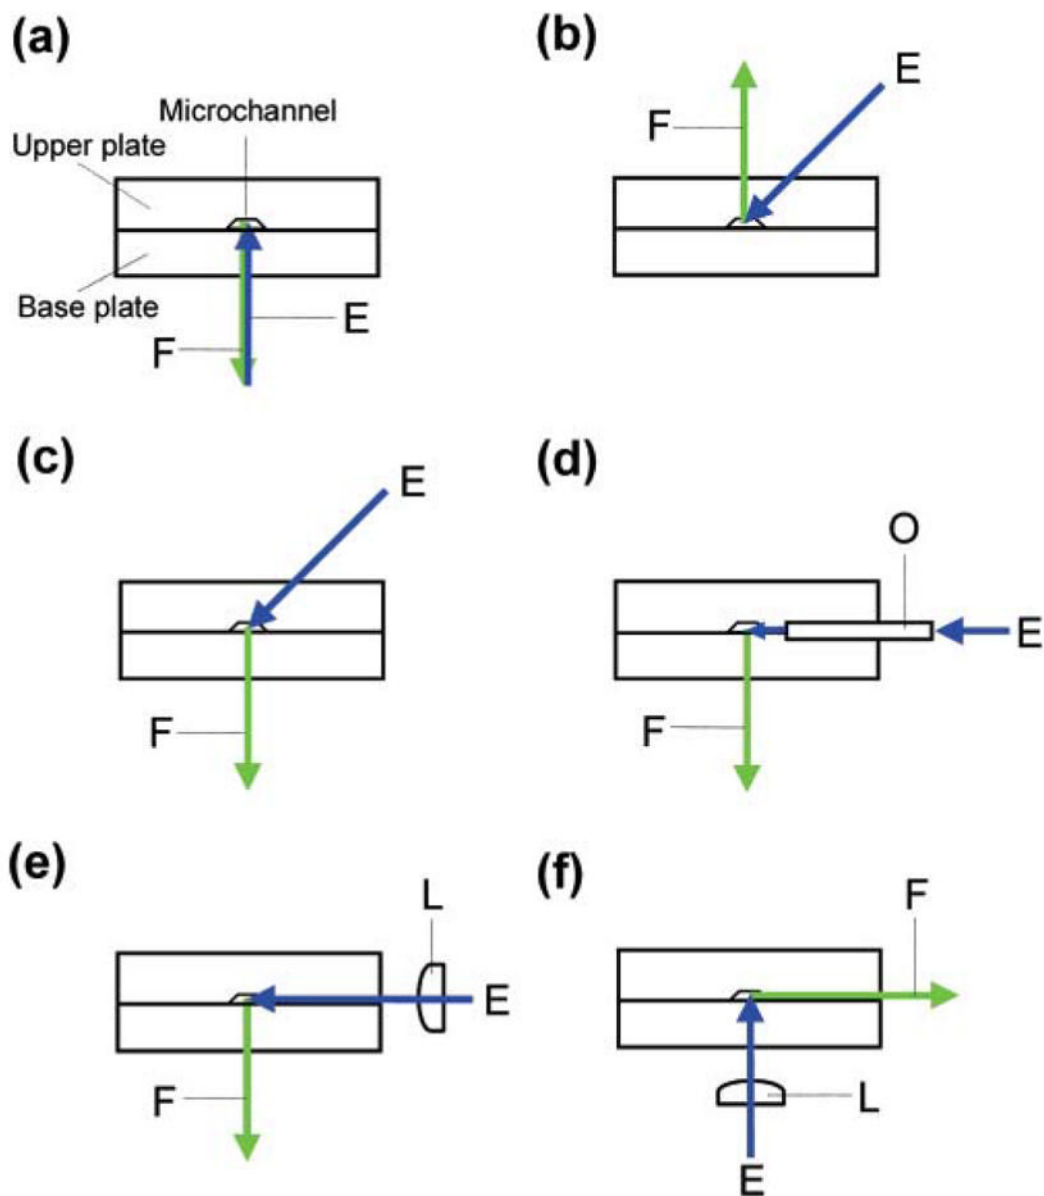 (a)
Microchannel
Upper plate
Base plate
E
F
(b)
E
F
(c)
E
F
(d)
O
E
F
(e)
L
E
F
(f)
F
L
E